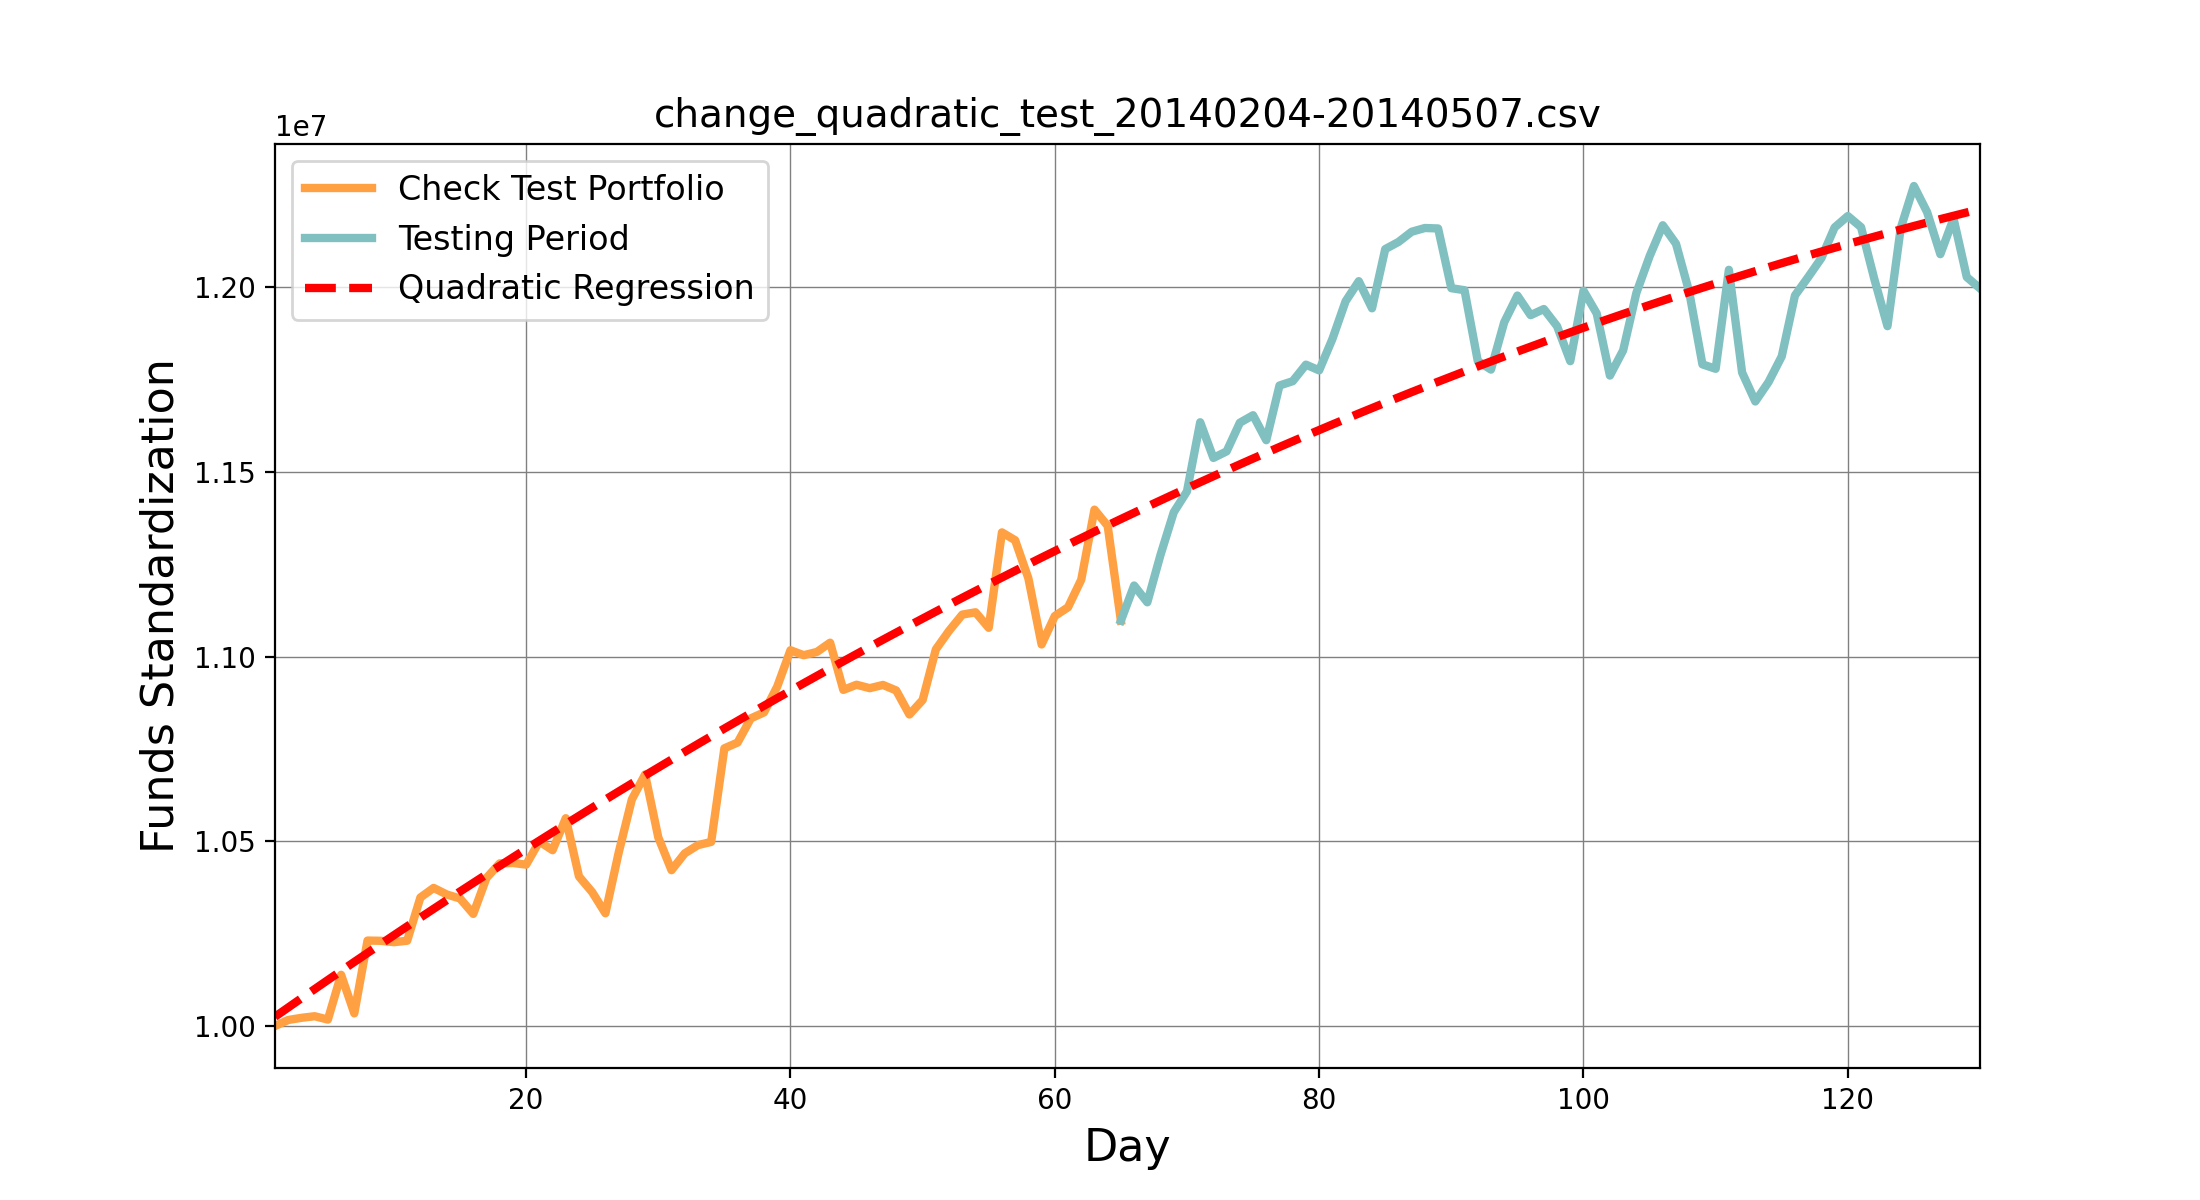 change_quadratic_test_20140204-20140507.csv
1e7
Check Test Portfolio
Testing Period
Quadratic Regression
1.20
1.15
1.10
1.05
1.00
Funds Standardization
20 40 60 80 100 120
Day